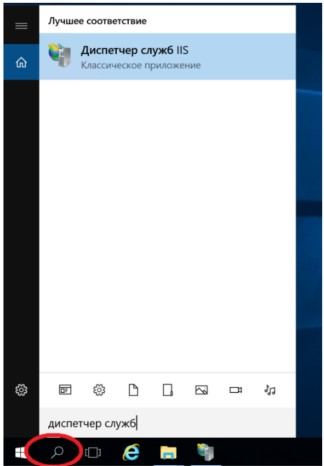 Лучшее соответствие
Диспетчер служб IIS
Классическое приложение
диспетчер служб